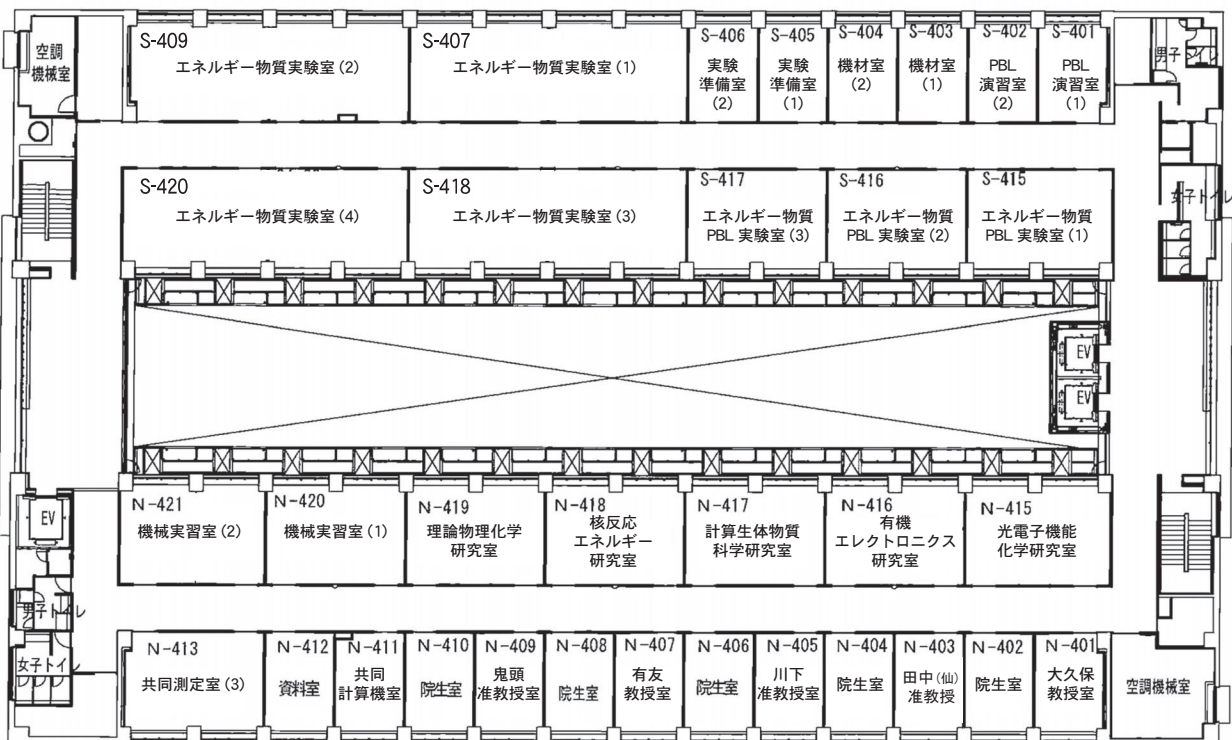 空調
機械室
S-409
エネルギー物質実験室(2)
S-407
エネルギー物質実験室(1)
S-406
実験
準備室
(2)
S-405
実験
準備室
(1)
S-404
機材室
(2)
S-403
機材室
(1)
S-402
PBL
演習室
(2)
S-401
PBL
演習室
(1)
男子トイレ
S-420
エネルギー物質実験室(4)
S-418
エネルギー物質実験室(3)
S-417
エネルギー物質
PBL 実験室(3)
S-416
エネルギー物質
PBL 実験室(2)
S-415
エネルギー物質
PBL 実験室(1)
女子トイレ
EV
EV
EV
N-421
機械実習室(2)
N-420
機械実習室(1)
N-419
理論物理化学
研究室
N-418
核反応
エネルギー
研究室
N-417
計算生体物質
科学研究室
N-416
有機
エレクトロニクス
研究室
N-415
光電子機能
化学研究室
男子トイレ
女子トイレ
N-413
共同測定室(3)
N-412
資料室
N-411
共同
計算機室
N-410
院生室
N-409
鬼頭
准教授室
N-408
院生室
N-407
有友
教授室
N-406
院生室
N-405
川下
准教授室
N-404
院生室
N-403
田中(仙)
准教授
N-402
院生室
N-401
大久保
教授室
空調機械室